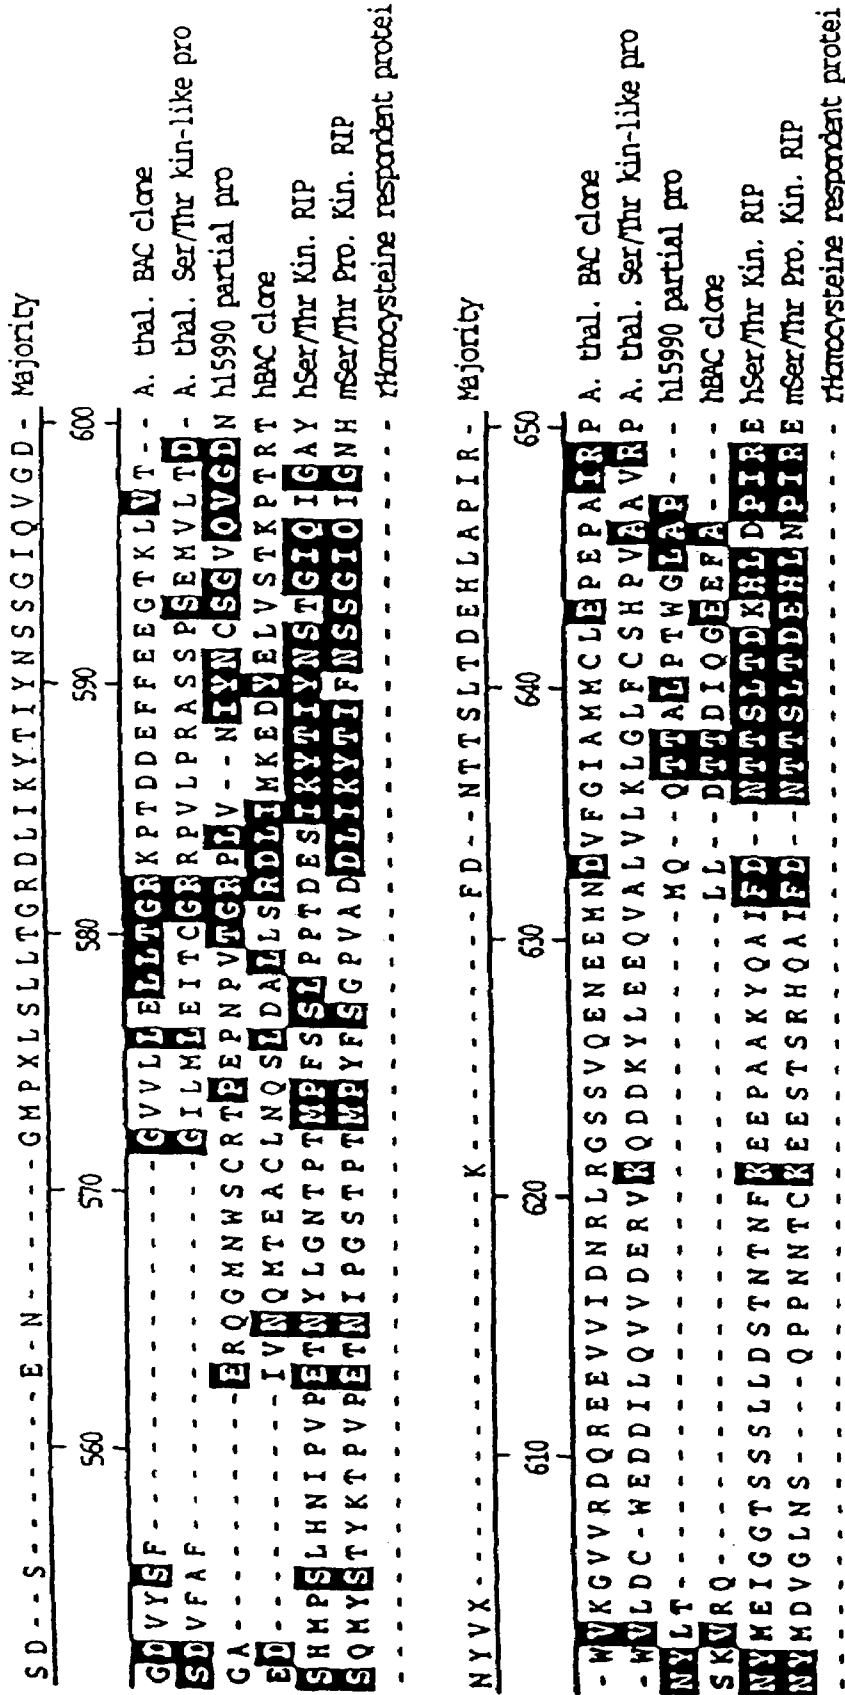 SD--S-------E-N------GMPXLSLLTGRDLIKYTIYNSSGIQVGD- Majority
560 570 580 590 600
GDVYSF---------------GVVLLELLTGRKPTDDEFFEEGTKLVT-- A. thal. BAC clone
SDVFAF---------------GILMLEITCGRRPVLPRASSPSEMVLTD- A. thal. Ser/Thr kin-like pro
GA----------ERQGMNWSCRTPEPNPVTGRPLV--NIYNCSGVQVGDN h15990 partial pro
ED----------IVNQMTEACLNQSLDALLSRDLIMKEDYELVSTKPTRT hBAC clone
SHMPSLHNIPVPETNYLGNTPTMPFSSLPPTDESIKYTIYNSTGIQIGAY hSer/Thr Kin. RIP
SQMYSTYKTPVPETNIPGSTPTMPYFSGPVADDLIKYTIFNSSGIQIGNH mSer/Thr Pro. Kin. RIP
-------------------------------------------------- rHomocysteine respondent protei
NYVX----------------K----------FD--NTTSLTDEHLAPIR- Majority
610 620 630 640 650
-WVKGVVRDQREEVVIDNRLRGSSVQENEEMNDVFGIAMMCLEPEPAIRP A. thal. BAC clone
-WVLDC-WEDDILQVVDERVRQDDKYLEEQVALVLKLGLFCSHPVAAVRP A. thal. Ser/Thr kin-like pro
NYLT---------------------------MQ--QTTALPTWGLAP--- h15990 partial pro
SKVRQ--------------------------LL--DTTDIQGEEFA---- hBAC clone
NYMEIGGTSSSLLDSTNTNFKEEPAAKYQAIFD--NTTSLTDKHLDPIRE hSer/Thr Kin. RIP
NYMDVGLNS----QPPNNTCKEESTSRHQAIFD--NTTSLTDEHLNPIRE mSer/Thr Pro. Kin. RIP
-------------------------------------------------- rHomocysteine respondent protei